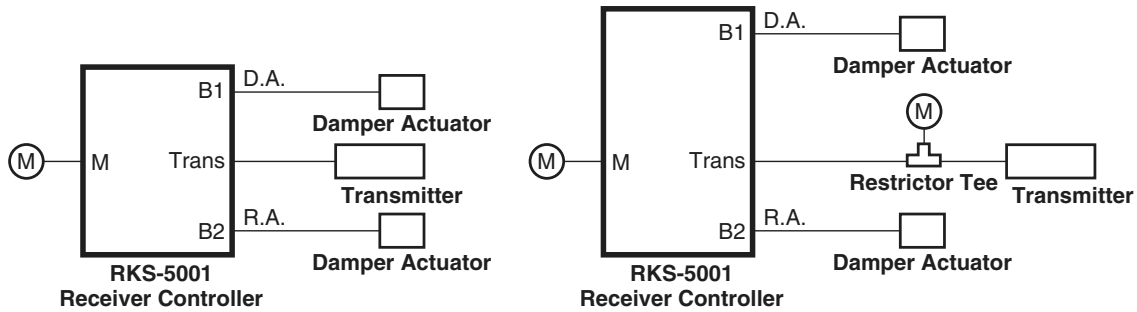 B1
D.A.
Damper Actuator
M
M
Trans
Transmitter
B2
R.A.
Damper Actuator
RKS-5001
Receiver Controller
B1
D.A.
Damper Actuator
M
M
M
Trans
Restrictor Tee
Transmitter
B2
R.A.
Damper Actuator
RKS-5001
Receiver Controller